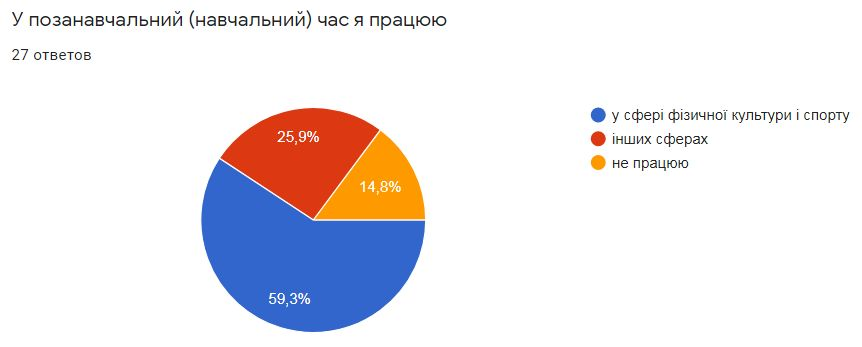 У позанавчальний (навчальний) час я працюю
27 ответов
у сфері фізичної культури і спорту
інших сферах
не працюю
25,9%
14,8%
59,3%